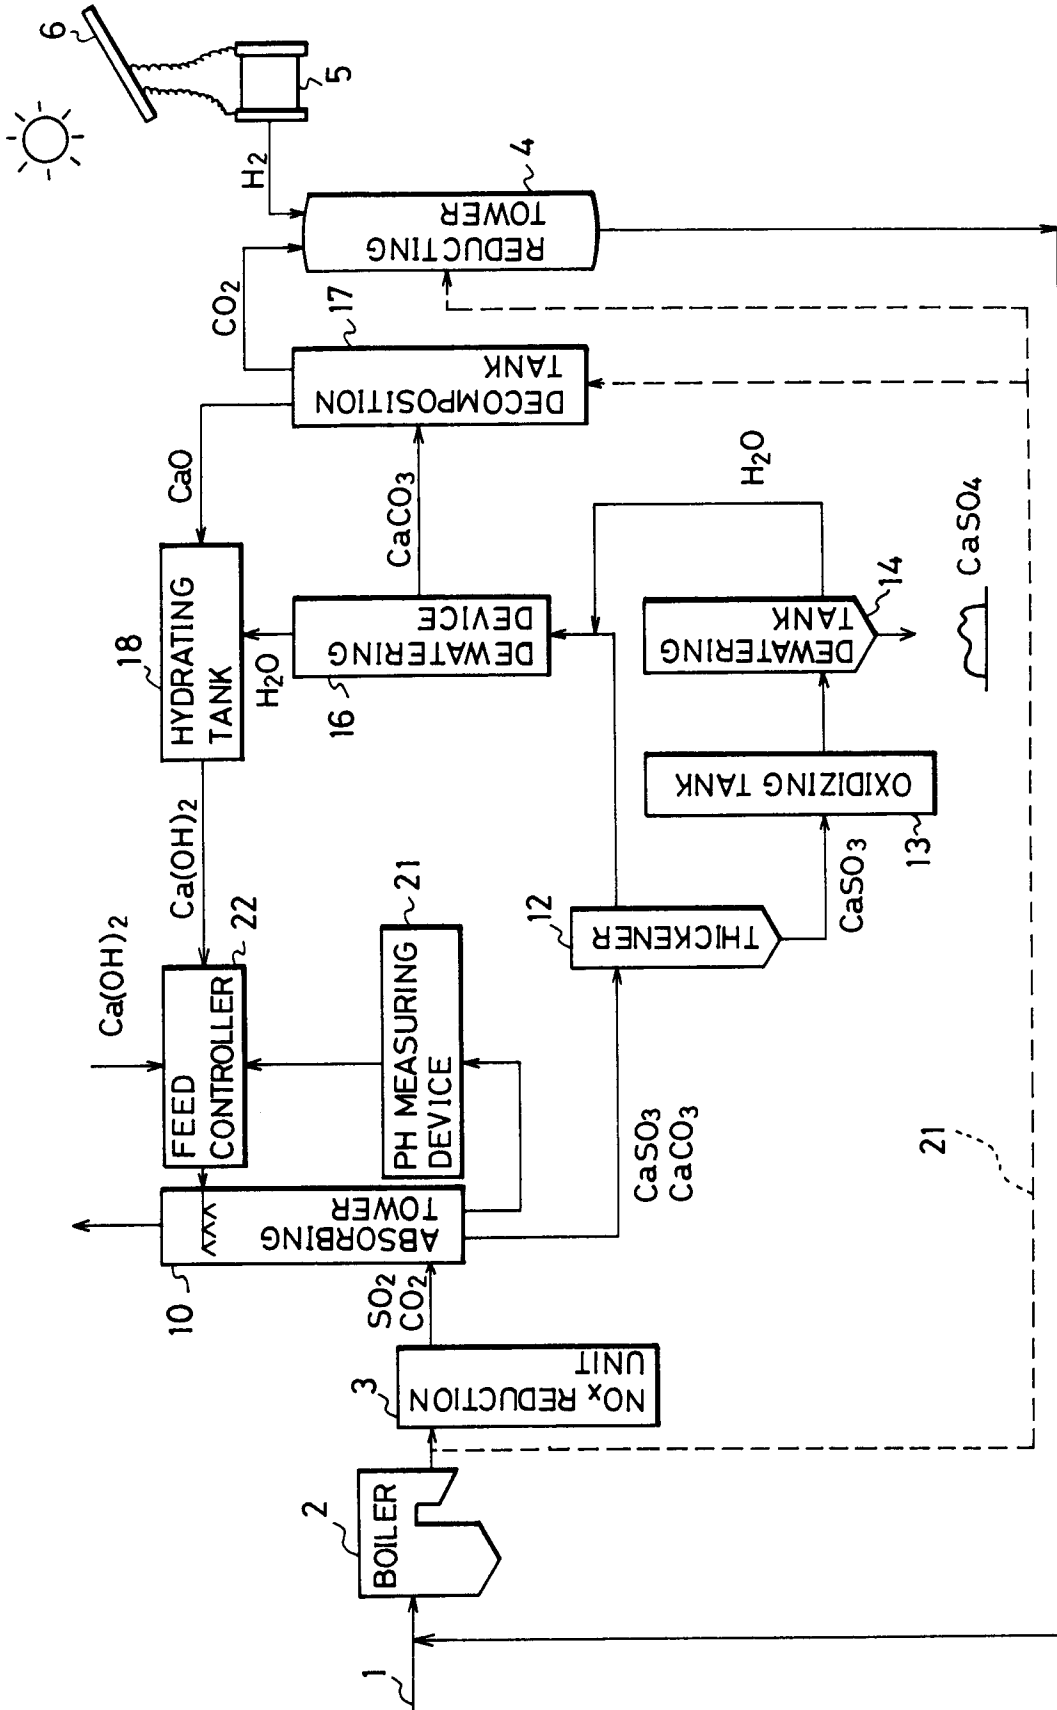 6
5
H2
4
REDUCTING
TOWER
CO2
17
DECOMPOSITION
TANK
CaO
CaCO3
H2O
CaSO4
18
HYDRATING
TANK
H2O
16
DEWATERING
DEVICE
14
DEWATERING
TANK
OXIDIZING TANK
13
Ca(OH)2
Ca(OH)2
22
FEED
CONTROLLER
21
PH MEASURING
DEVICE
12
THICKENER
CaSO3
10
ABSORBING
TOWER
CaSO3
CaCO3
21
SO2
CO2
3
NOx REDUCTION
UNIT
2
BOILER
1